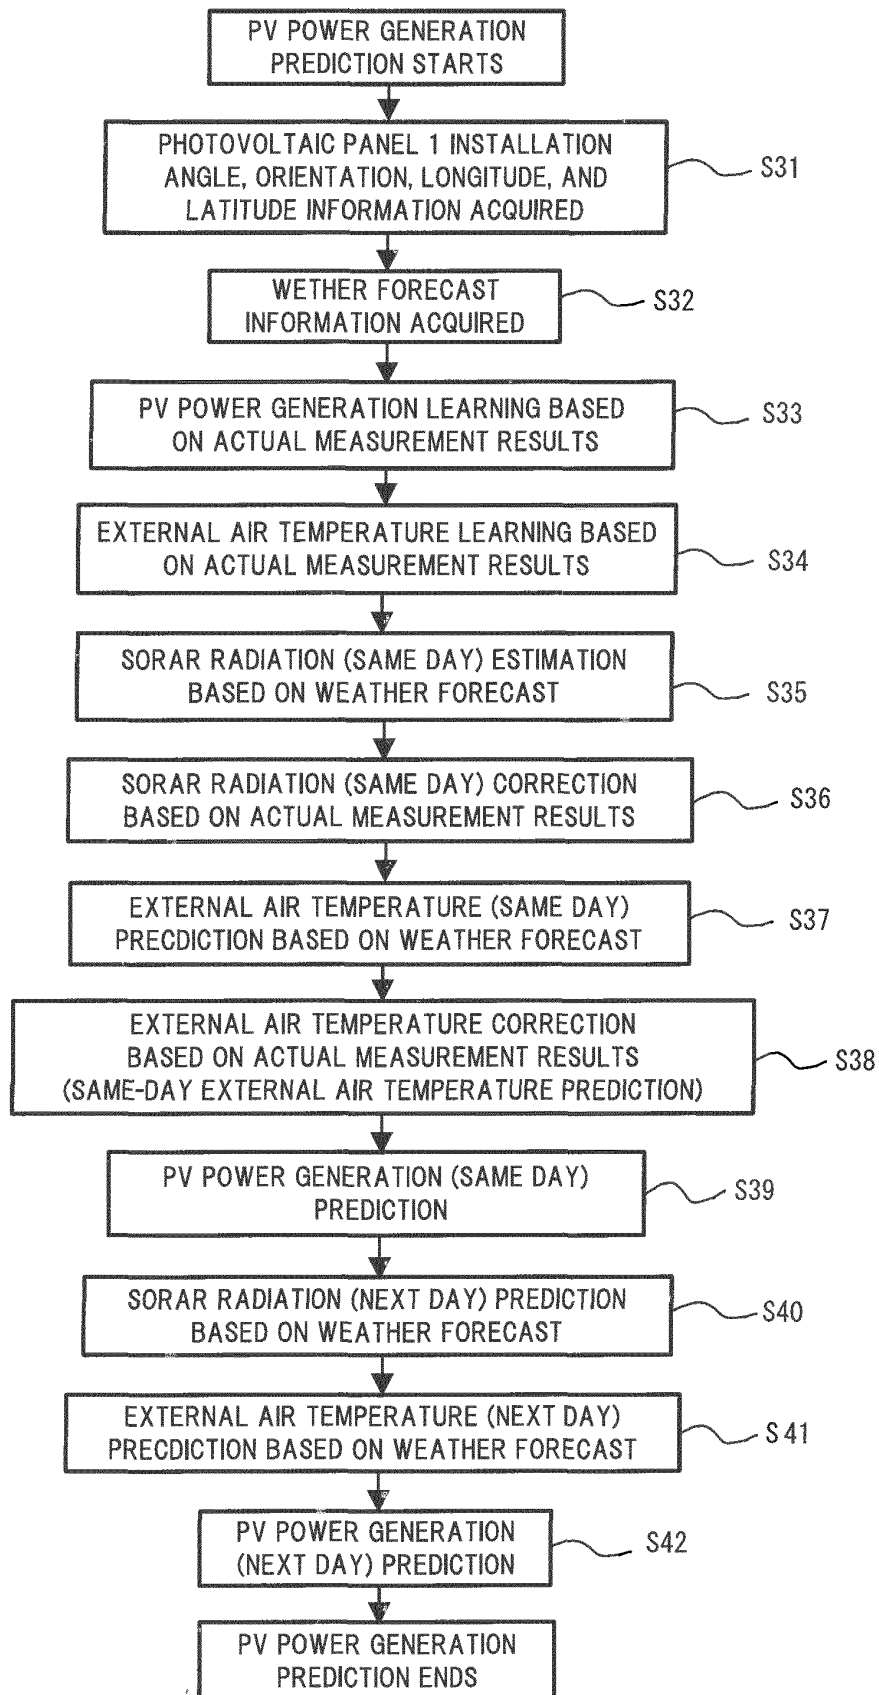 PV POWER GENERATION
PREDICTION STARTS
PHOTOVOLTAIC PANEL 1 INSTALLATION
ANGLE, ORIENTATION, LONGITUDE, AND
LATITUDE INFORMATION ACQUIRED
S31
WETHER FORECAST
INFORMATION ACQUIRED
S32
PV POWER GENERATION LEARNING BASED
ON ACTUAL MEASUREMENT RESULTS
S33
EXTERNAL AIR TEMPERATURE LEARNING BASED
ON ACTUAL MEASUREMENT RESULTS
S34
SORAR RADIATION (SAME DAY) ESTIMATION
BASED ON WEATHER FORECAST
S35
SORAR RADIATION (SAME DAY) CORRECTION
BASED ON ACTUAL MEASUREMENT RESULTS
S36
EXTERNAL AIR TEMPERATURE (SAME DAY)
PRECDICTION BASED ON WEATHER FORECAST
S37
EXTERNAL AIR TEMPERATURE CORRECTION
BASED ON ACTUAL MEASUREMENT RESULTS
(SAME-DAY EXTERNAL AIR TEMPERATURE PREDICTION)
S38
PV POWER GENERATION (SAME DAY)
PREDICTION
S39
SORAR RADIATION (NEXT DAY) PREDICTION
BASED ON WEATHER FORECAST
S40
EXTERNAL AIR TEMPERATURE (NEXT DAY)
PRECDICTION BASED ON WEATHER FORECAST
S41
PV POWER GENERATION
(NEXT DAY) PREDICTION
S42
PV POWER GENERATION
PREDICTION ENDS